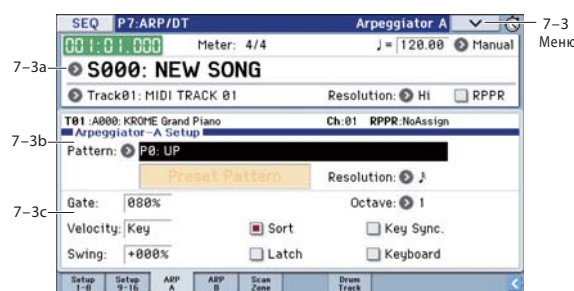 SEQ P7:ARP/DT Arpeggiator A
7–3
Меню
001:01.000 Meter: 4/4 ♩= 120.00 Manual
7–3a
S000: NEW SONG
Track01: MIDI TRACK 01 Resolution: Hi RPPR
T01 :A000: KROME Grand Piano Ch:01 RPPR:NoAssign
Arpeggiator-A Setup
7–3b
Pattern: P0: UP
Preset Pattern Resolution: ♪
Gate: 080% Octave: 1
7–3c
Velocity: Key Sort Key Sync.
Swing: +000% Latch Keyboard
Setup 1-8 Setup 9-16 ARP A ARP B Scan Zone Drum Track